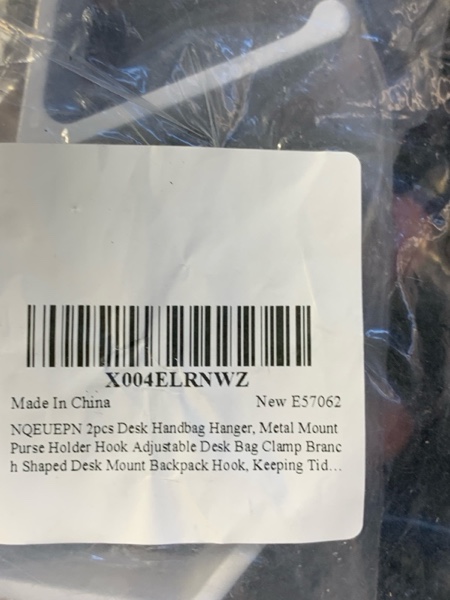 X004ELRNWZ
Made In China New E57062
NQEUEPN 2pcs Desk Handbag Hanger, Metal Mount
Purse Holder Hook Adjustable Desk Bag Clamp Branc
h Shaped Desk Mount Backpack Hook, Keeping Tid...